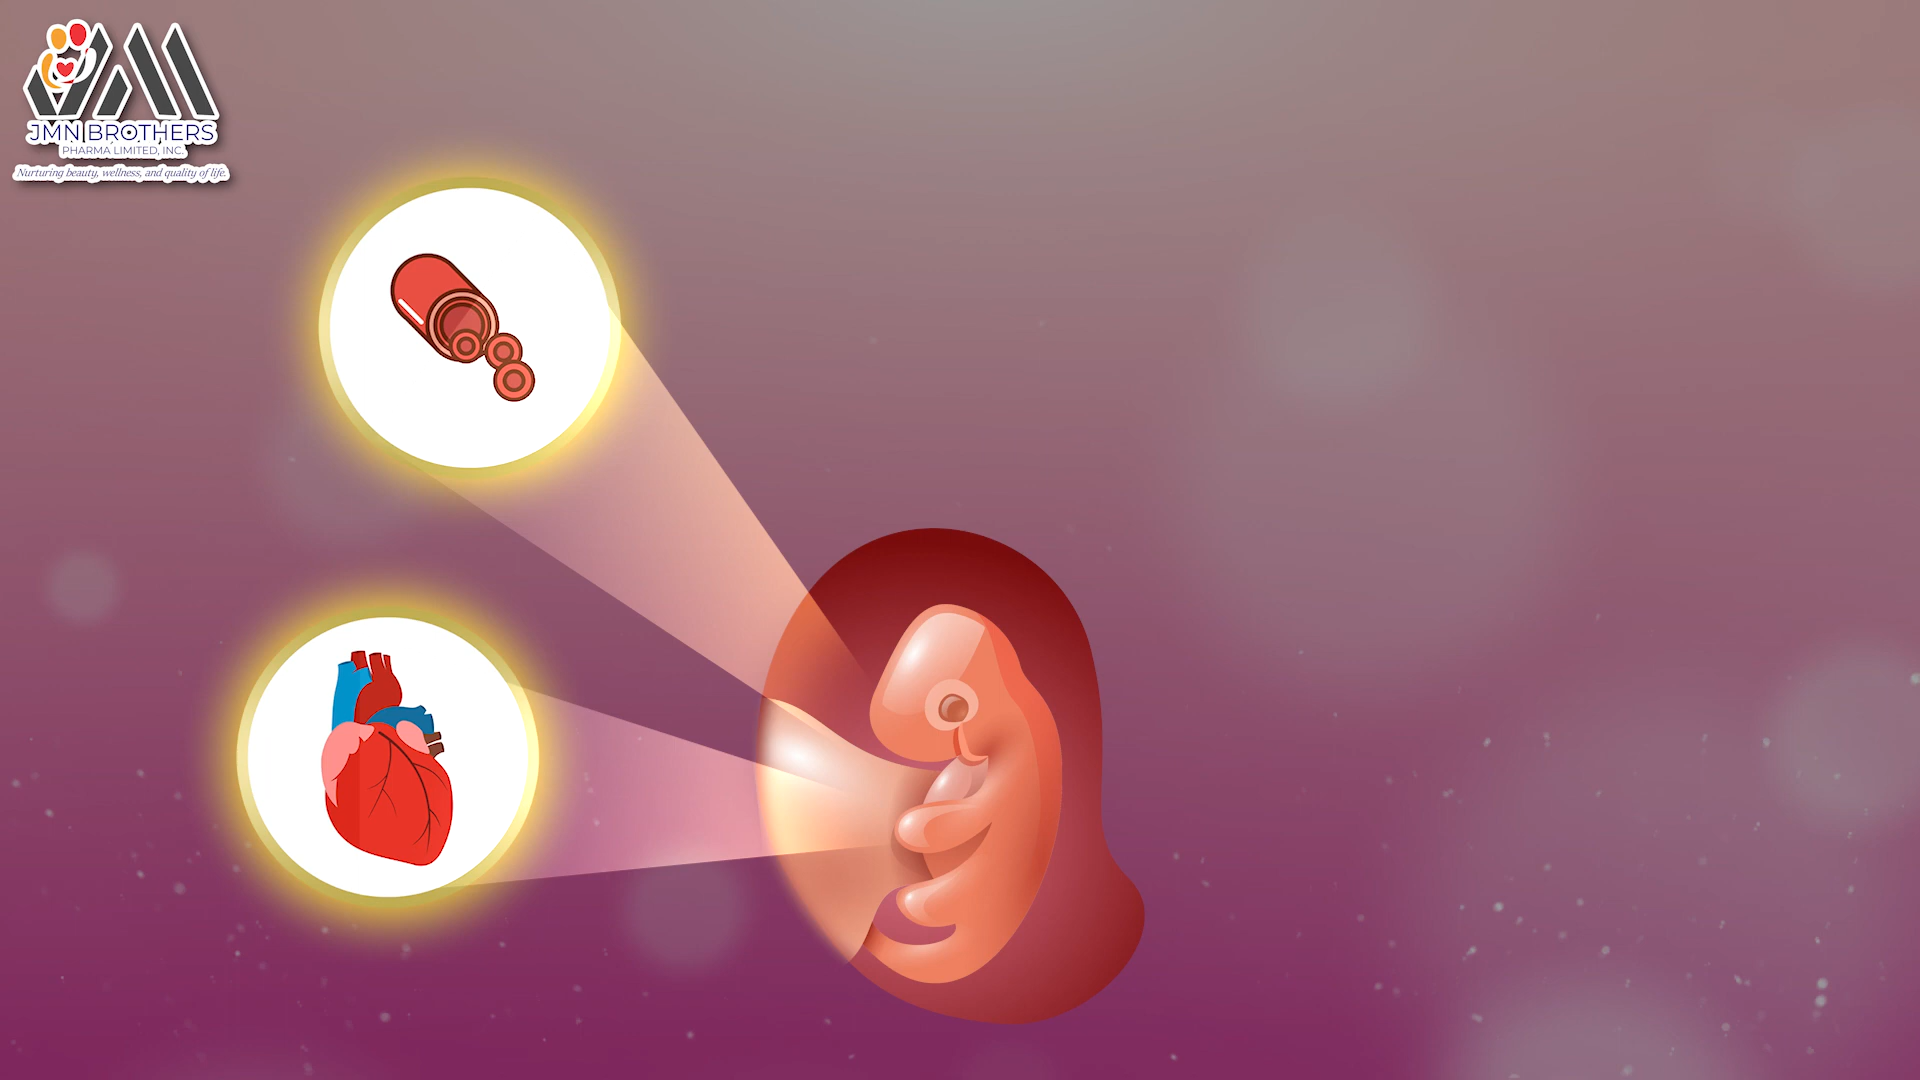 JMN BROTHERS
PHARMA LIMITED, INC.
Nurturing beauty, wellness, and quality of life.